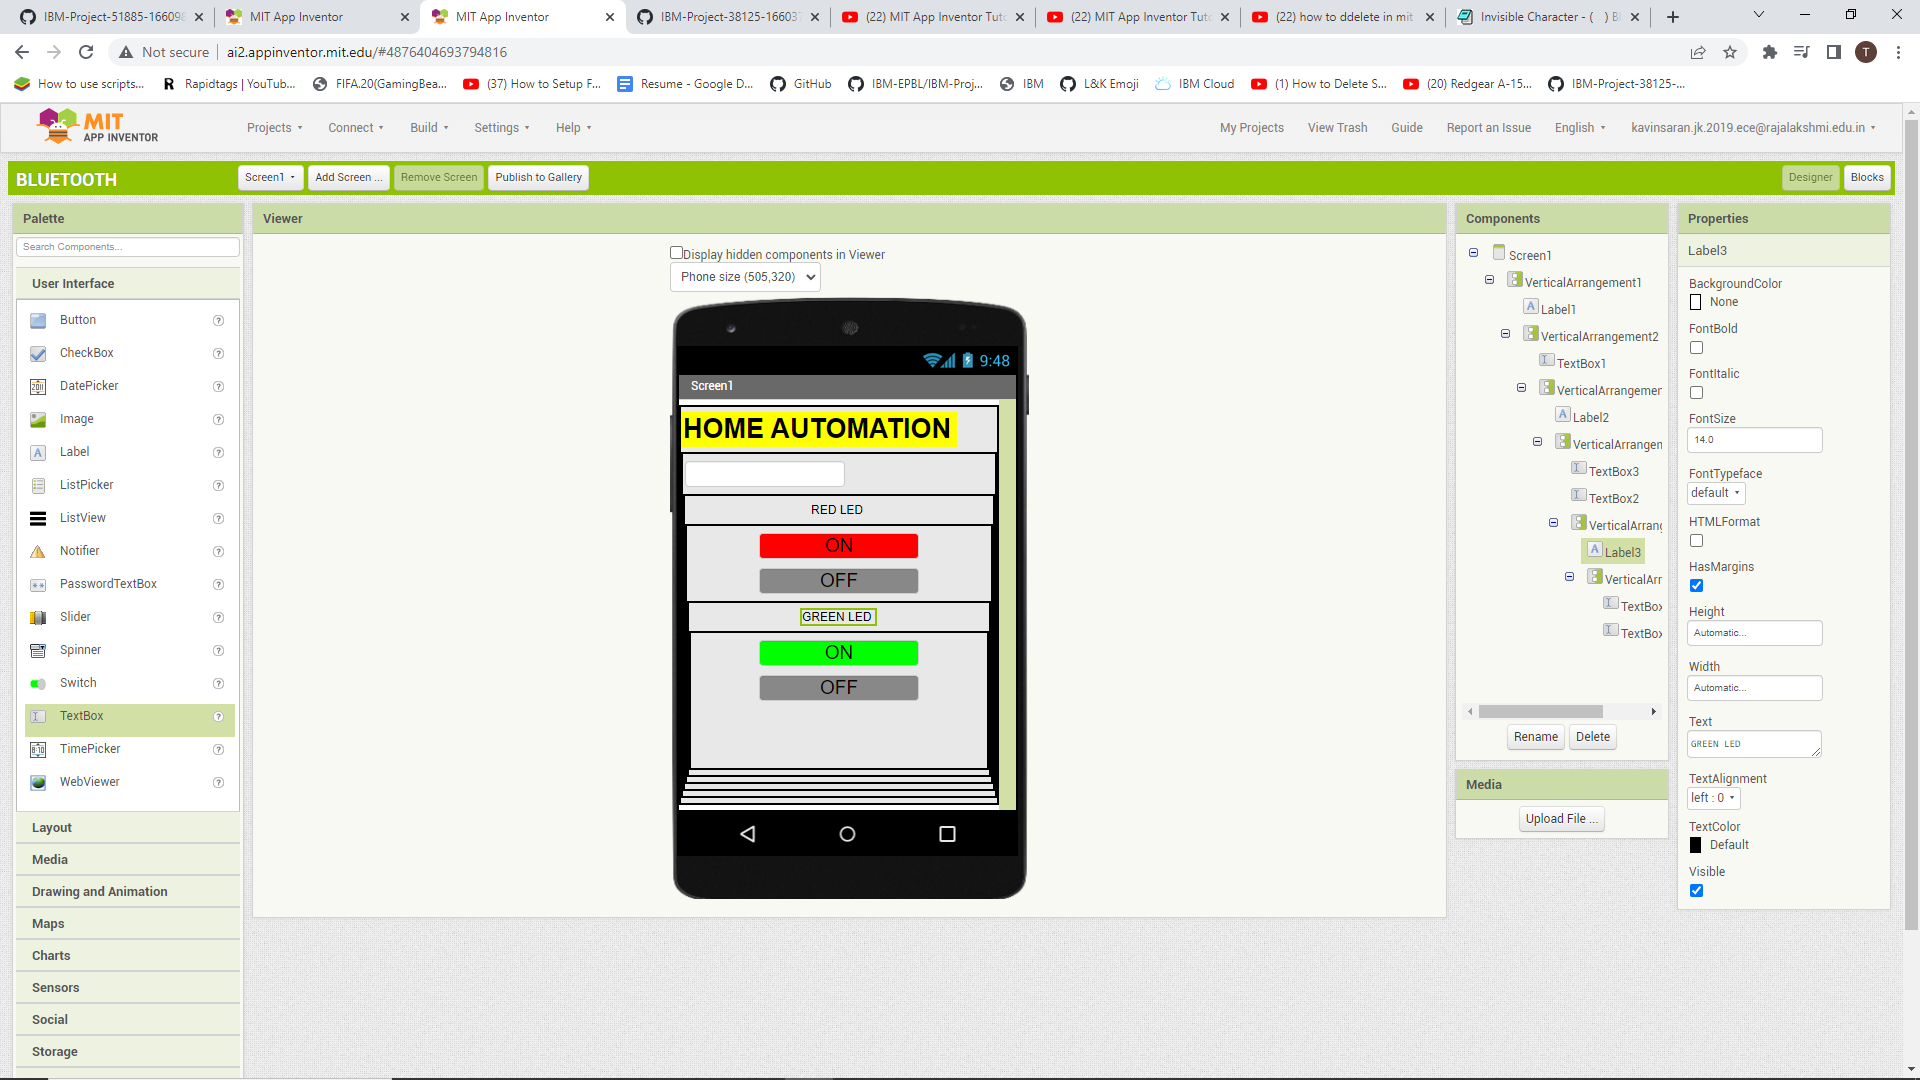 IBM-Project-51885-16609
MIT App Inventor
MIT App Inventor
IBM-Project-38125-16603
(22) MIT App Inventor Tuto
(22) MIT App Inventor Tuto
(22) how to ddelete in mit
Invisible Character - ( ) B
Not secure
ai2.appinventor.mit.edu/#4876404693794816
T
How to use scripts...
Rapidtags | YouTub...
FIFA.20(GamingBea...
(37) How to Setup F...
Resume - Google D...
GitHub
IBM-EPBL/IBM-Proj...
IBM
L&K Emoji
IBM Cloud
(1) How to Delete S...
(20) Redgear A-15...
IBM-Project-38125-...
MIT
APP INVENTOR
Projects
Connect
Build
Settings
Help
My Projects
View Trash
Guide
Report an Issue
English
kavinsaran.jk.2019.ece@rajalakshmi.edu.in
BLUETOOTH
Screen1
Add Screen ...
Remove Screen
Publish to Gallery
Designer
Blocks
Palette
Search Components...
User Interface
Button
CheckBox
DatePicker
Image
Label
ListPicker
ListView
Notifier
PasswordTextBox
Slider
Spinner
Switch
TextBox
TimePicker
WebViewer
Layout
Media
Drawing and Animation
Maps
Charts
Sensors
Social
Storage
Viewer
Display hidden components in Viewer
Phone size (505,320)
9:48
Screen1
HOME AUTOMATION
RED LED
ON
OFF
GREEN LED
ON
OFF
Components
Screen1
VerticalArrangement1
Label1
VerticalArrangement2
TextBox1
VerticalArrangemen
Label2
VerticalArrangen
TextBox3
TextBox2
VerticalArrang
Label3
VerticalArr
TextBox
TextBox
Rename
Delete
Media
Upload File ...
Properties
Label3
BackgroundColor
None
FontBold
FontItalic
FontSize
14.0
FontTypeface
default
HTMLFormat
HasMargins
Height
Automatic...
Width
Automatic...
Text
GREEN LED
TextAlignment
left : 0
TextColor
Default
Visible